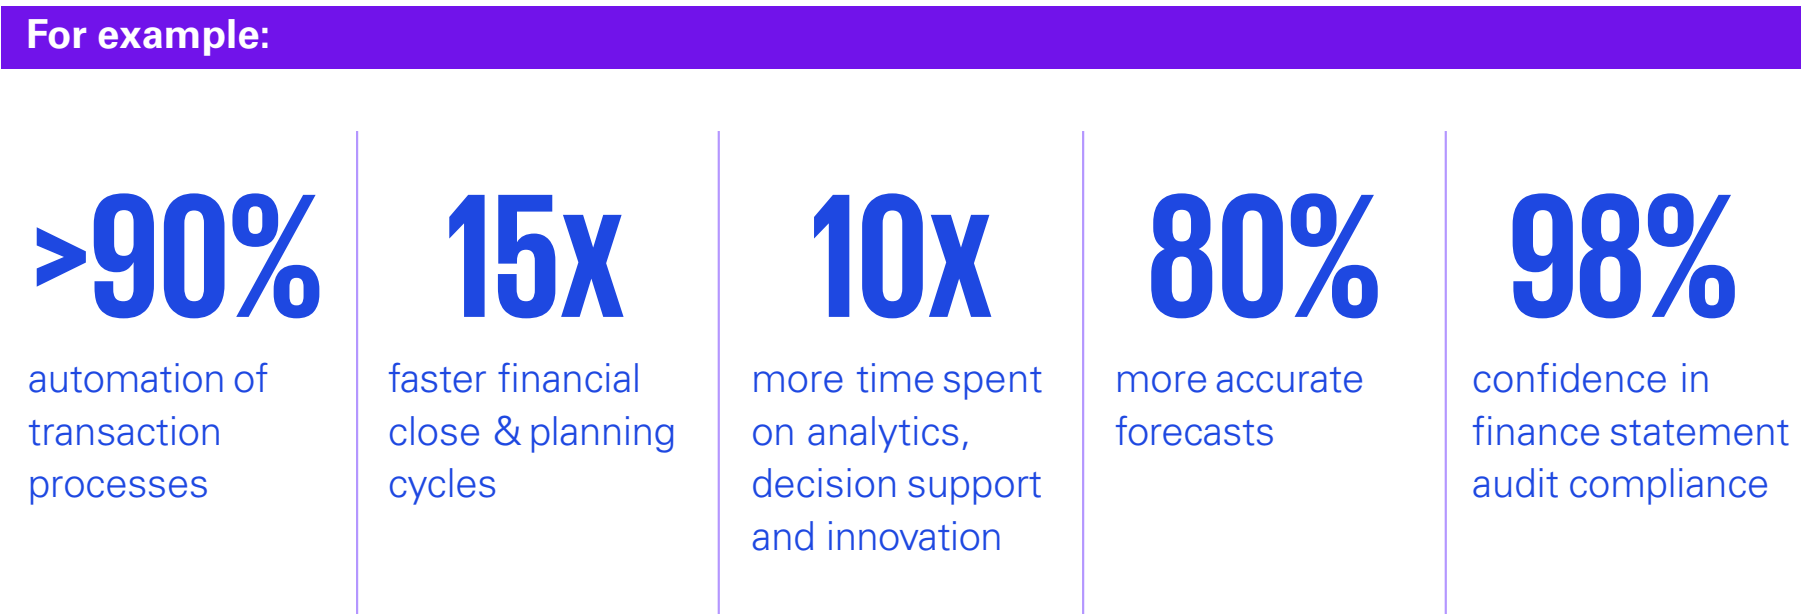 For example:
>90%
automation of
transaction
processes
15x
faster financial
close & planning
cycles
10x
more time spent
on analytics,
decision support
and innovation
80%
more accurate
forecasts
98%
confidence in
finance statement
audit compliance